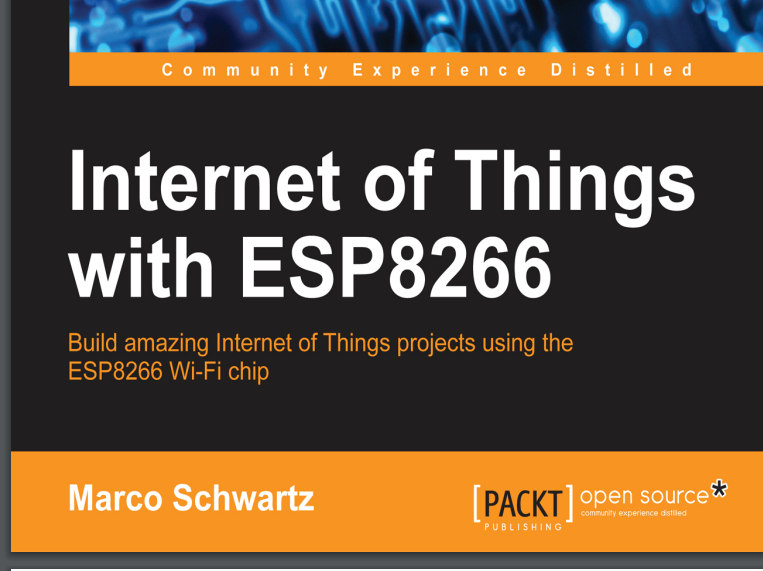 Community Experience Distilled
Internet of Things
with ESP8266
Build amazing Internet of Things projects using the
ESP8266 Wi-Fi chip
Marco Schwartz
[PACKT] open source*
community experience distilled
PUBLISHING